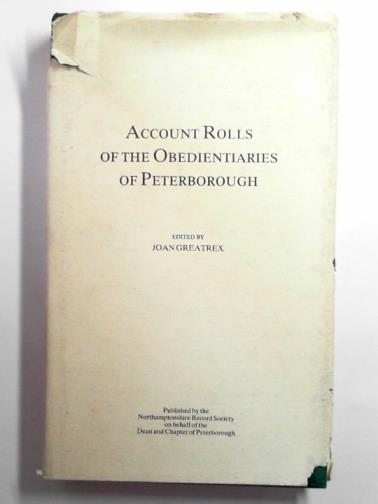 ACCOUNT ROLLS
OF THE OBEDIENTIARIES
OF PETERBOROUGH
EDITED BY
JOAN GREATREX
Published by the
Northamptonshire Record Society
on behalf of the
Dean and Chapter of Peterborough